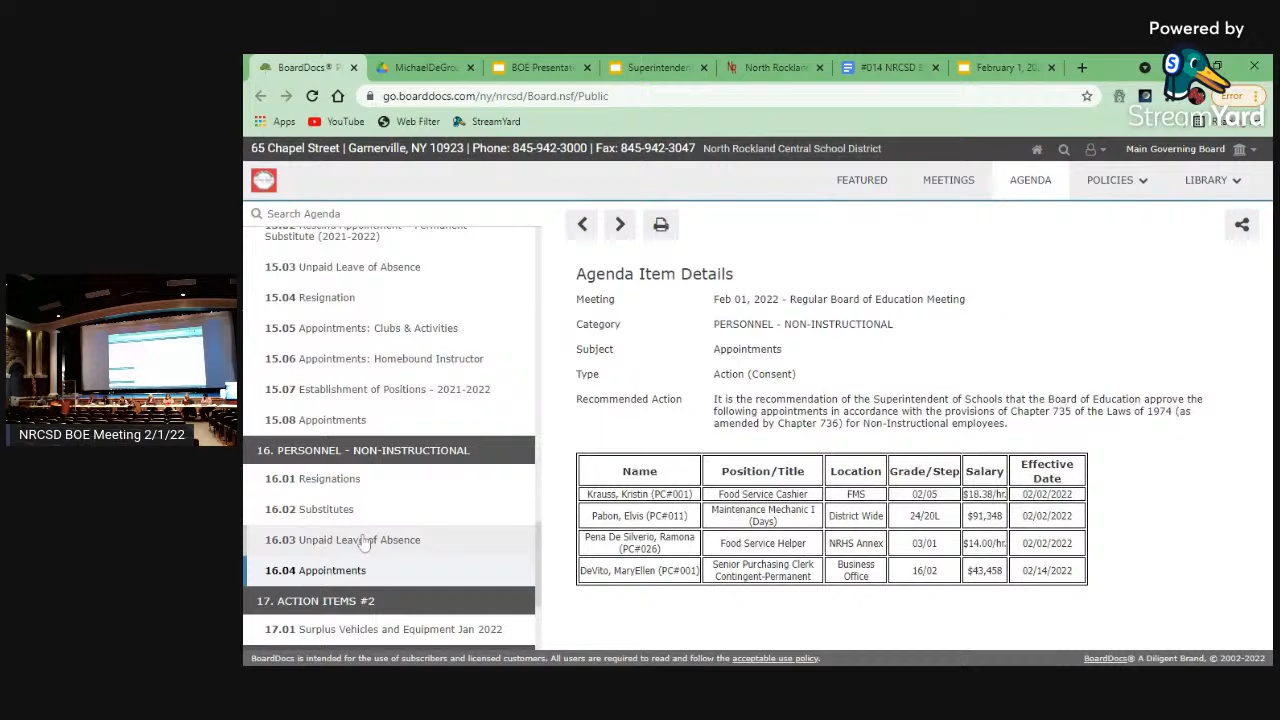 Powered by
StreamYard
BoardDocs® P
MichaelDeGro
BOE Presentat
Superintender
North Rocklan
#014 NRCSD
February 1, 20
go.boarddocs.com/ny/nrcsd/Board.nsf/Public
Error
Apps
YouTube
Web Filter
StreamYard
65 Chapel Street | Garnerville, NY 10923 | Phone: 845-942-3000 | Fax: 845-942-3047 North Rockland Central School District
Main Governing Board
FEATURED
MEETINGS
AGENDA
POLICIES
LIBRARY
Search Agenda
15.02 Rescind Appointment - Permanent
Substitute (2021-2022)
15.03 Unpaid Leave of Absence
15.04 Resignation
15.05 Appointments: Clubs & Activities
15.06 Appointments: Homebound Instructor
15.07 Establishment of Positions - 2021-2022
15.08 Appointments
16. PERSONNEL - NON-INSTRUCTIONAL
16.01 Resignations
16.02 Substitutes
16.03 Unpaid Leave of Absence
16.04 Appointments
17. ACTION ITEMS #2
17.01 Surplus Vehicles and Equipment Jan 2022
Agenda Item Details
Meeting Feb 01, 2022 - Regular Board of Education Meeting
Category PERSONNEL - NON-INSTRUCTIONAL
Subject Appointments
Type Action (Consent)
Recommended Action It is the recommendation of the Superintendent of Schools that the Board of Education approve the
following appointments in accordance with the provisions of Chapter 735 of the Laws of 1974 (as
amended by Chapter 736) for Non-Instructional employees.
Name Position/Title Location Grade/Step Salary Effective Date
Krauss, Kristin (PC#001) Food Service Cashier FMS 02/05 $18.38/hr. 02/02/2022
Pabon, Elvis (PC#011) Maintenance Mechanic I (Days) District Wide 24/20L $91,348 02/02/2022
Pena De Silverio, Ramona (PC#026) Food Service Helper NRHS Annex 03/01 $14.00/hr. 02/02/2022
DeVito, MaryEllen (PC#001) Senior Purchasing Clerk Contingent-Permanent Business Office 16/02 $43,458 02/14/2022
NRCSD BOE Meeting 2/1/22
BoardDocs is intended for the use of subscribers and licensed customers. All users are required to read and follow the acceptable use policy.
BoardDocs® A Diligent Brand, © 2002-2022